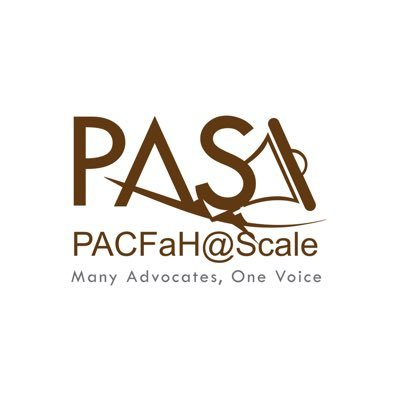 PAS
PACFaH@Scale
Many Advocates, One Voice